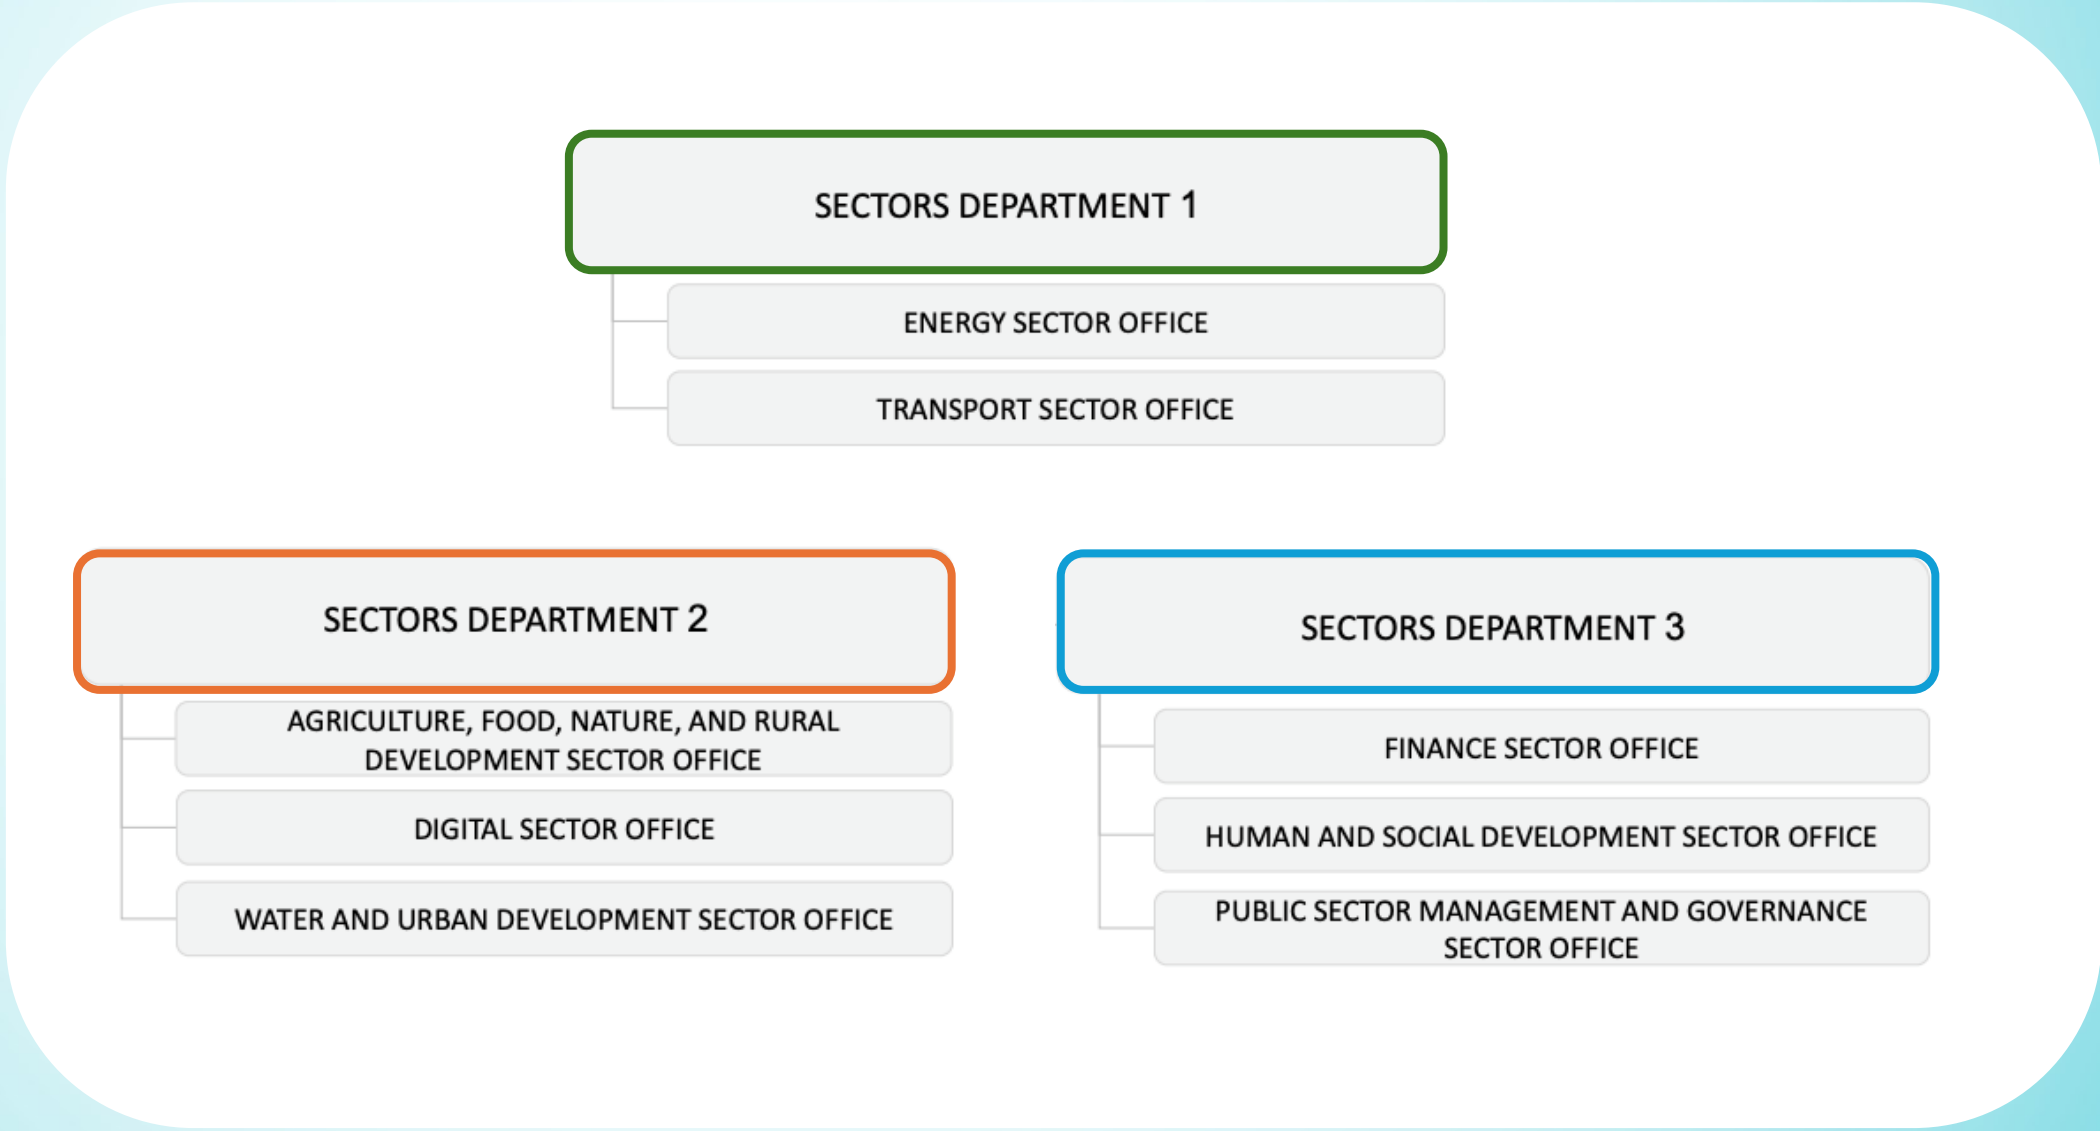 SECTORS DEPARTMENT 1
ENERGY SECTOR OFFICE
TRANSPORT SECTOR OFFICE
SECTORS DEPARTMENT 2
AGRICULTURE, FOOD, NATURE, AND RURAL
DEVELOPMENT SECTOR OFFICE
DIGITAL SECTOR OFFICE
WATER AND URBAN DEVELOPMENT SECTOR OFFICE
SECTORS DEPARTMENT 3
FINANCE SECTOR OFFICE
HUMAN AND SOCIAL DEVELOPMENT SECTOR OFFICE
PUBLIC SECTOR MANAGEMENT AND GOVERNANCE
SECTOR OFFICE